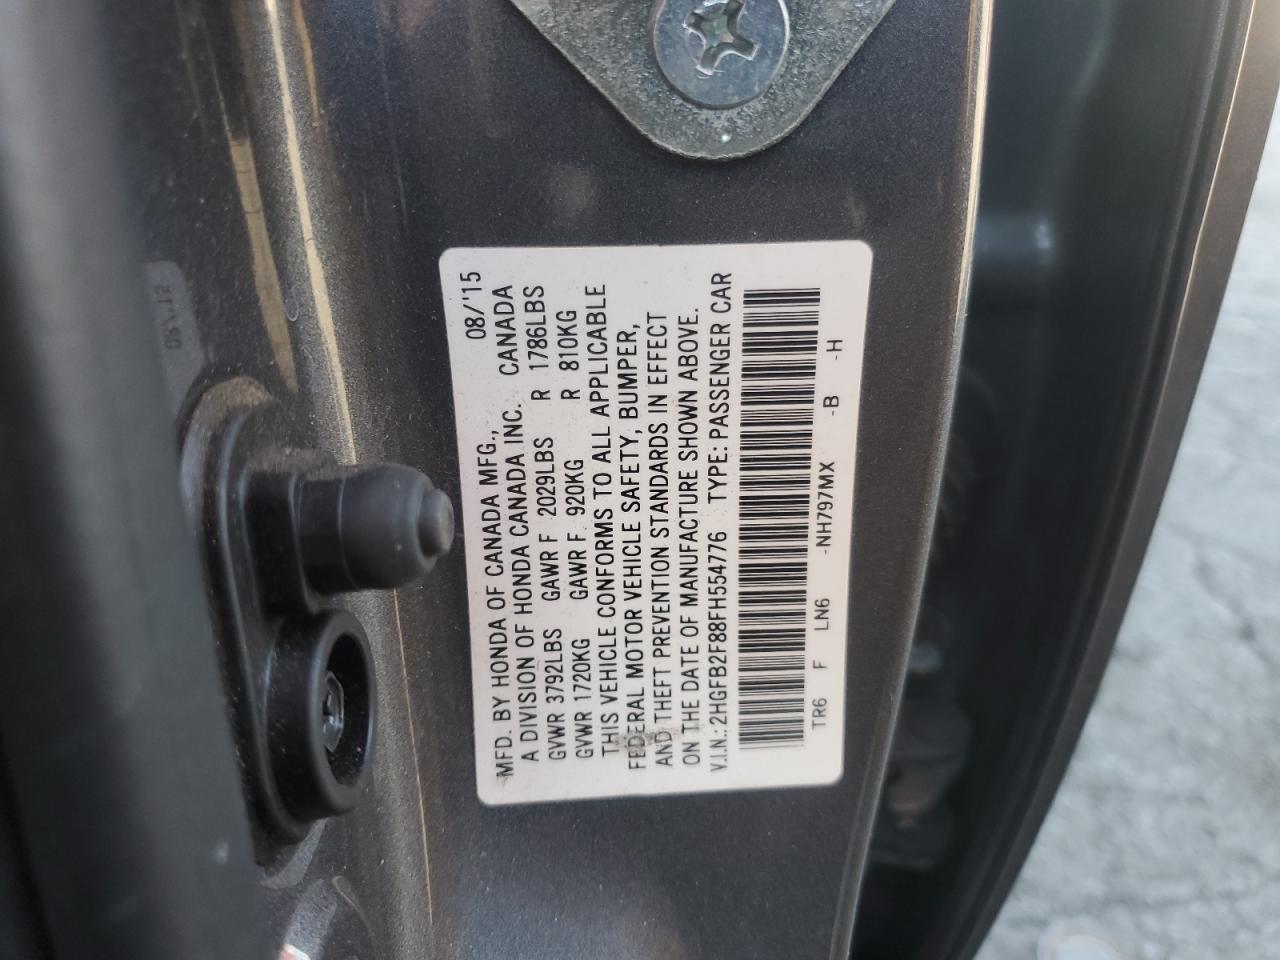 MFD. BY HONDA OF CANADA MFG., 08/'15
A DIVISION OF HONDA CANADA INC. CANADA
GVWR 3792LBS GAWR F 2029LBS R 1786LBS
GVWR 1720KG GAWR F 920KG R 810KG
THIS VEHICLE CONFORMS TO ALL APPLICABLE
FEDERAL MOTOR VEHICLE SAFETY, BUMPER,
AND THEFT PREVENTION STANDARDS IN EFFECT
ON THE DATE OF MANUFACTURE SHOWN ABOVE.
V.I.N.: 2HGFB2F88FH554776 TYPE: PASSENGER CAR
TR6 F LN6 -NH797MX -B -H